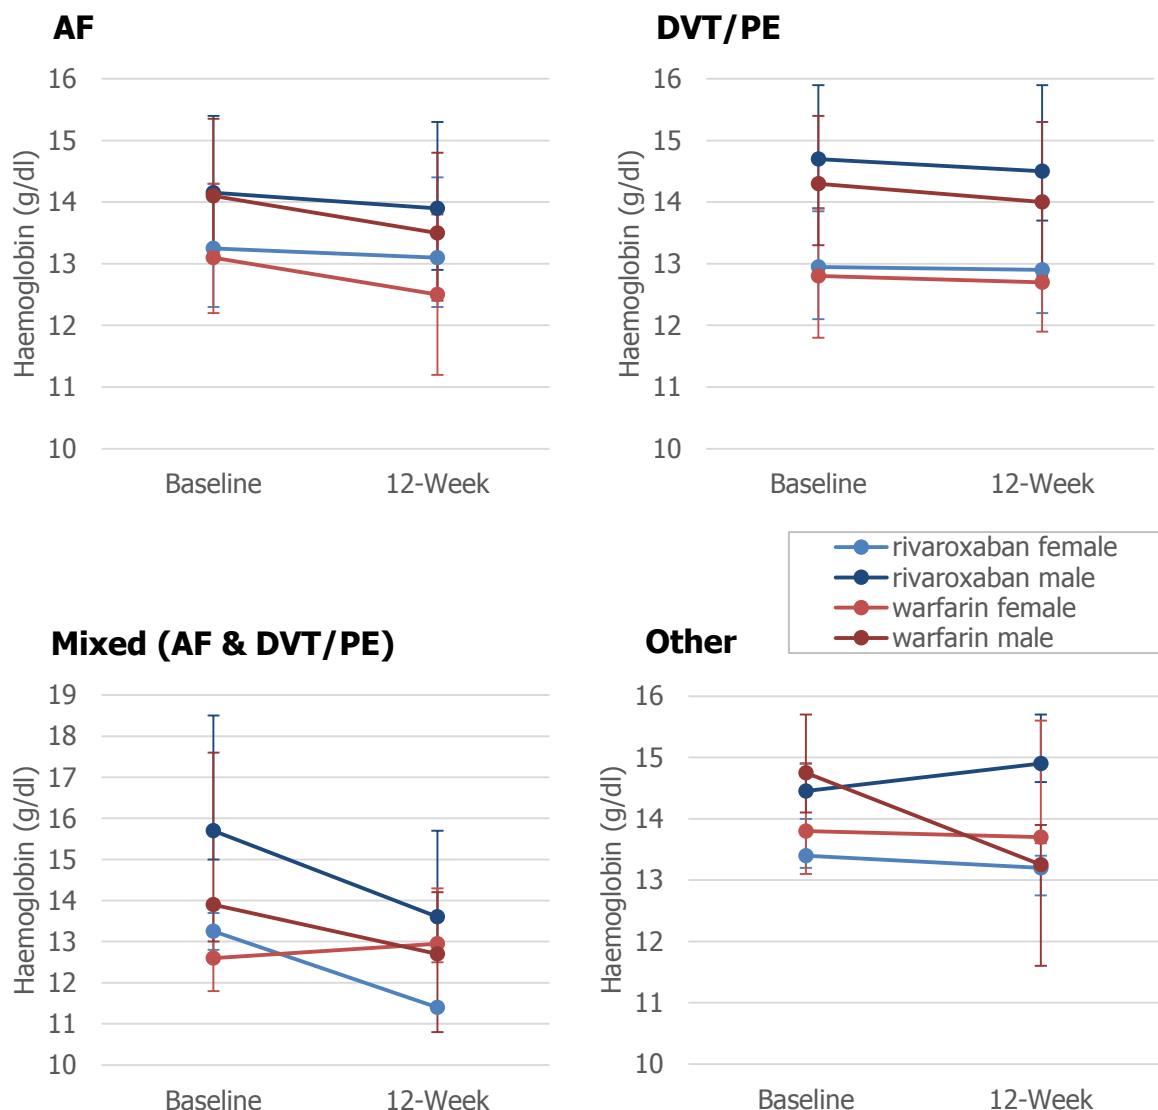 AF
16
15
14
13
12
11
10
Haemoglobin (g/dl)
Baseline 12-Week
DVT/PE
16
15
14
13
12
11
10
Haemoglobin (g/dl)
Baseline 12-Week
rivaroxaban female
rivaroxaban male
warfarin female
warfarin male
Mixed (AF & DVT/PE)
19
18
17
16
15
14
13
12
11
10
Haemoglobin (g/dl)
Baseline 12-Week
Other
16
15
14
13
12
11
10
Haemoglobin (g/dl)
Baseline 12-Week